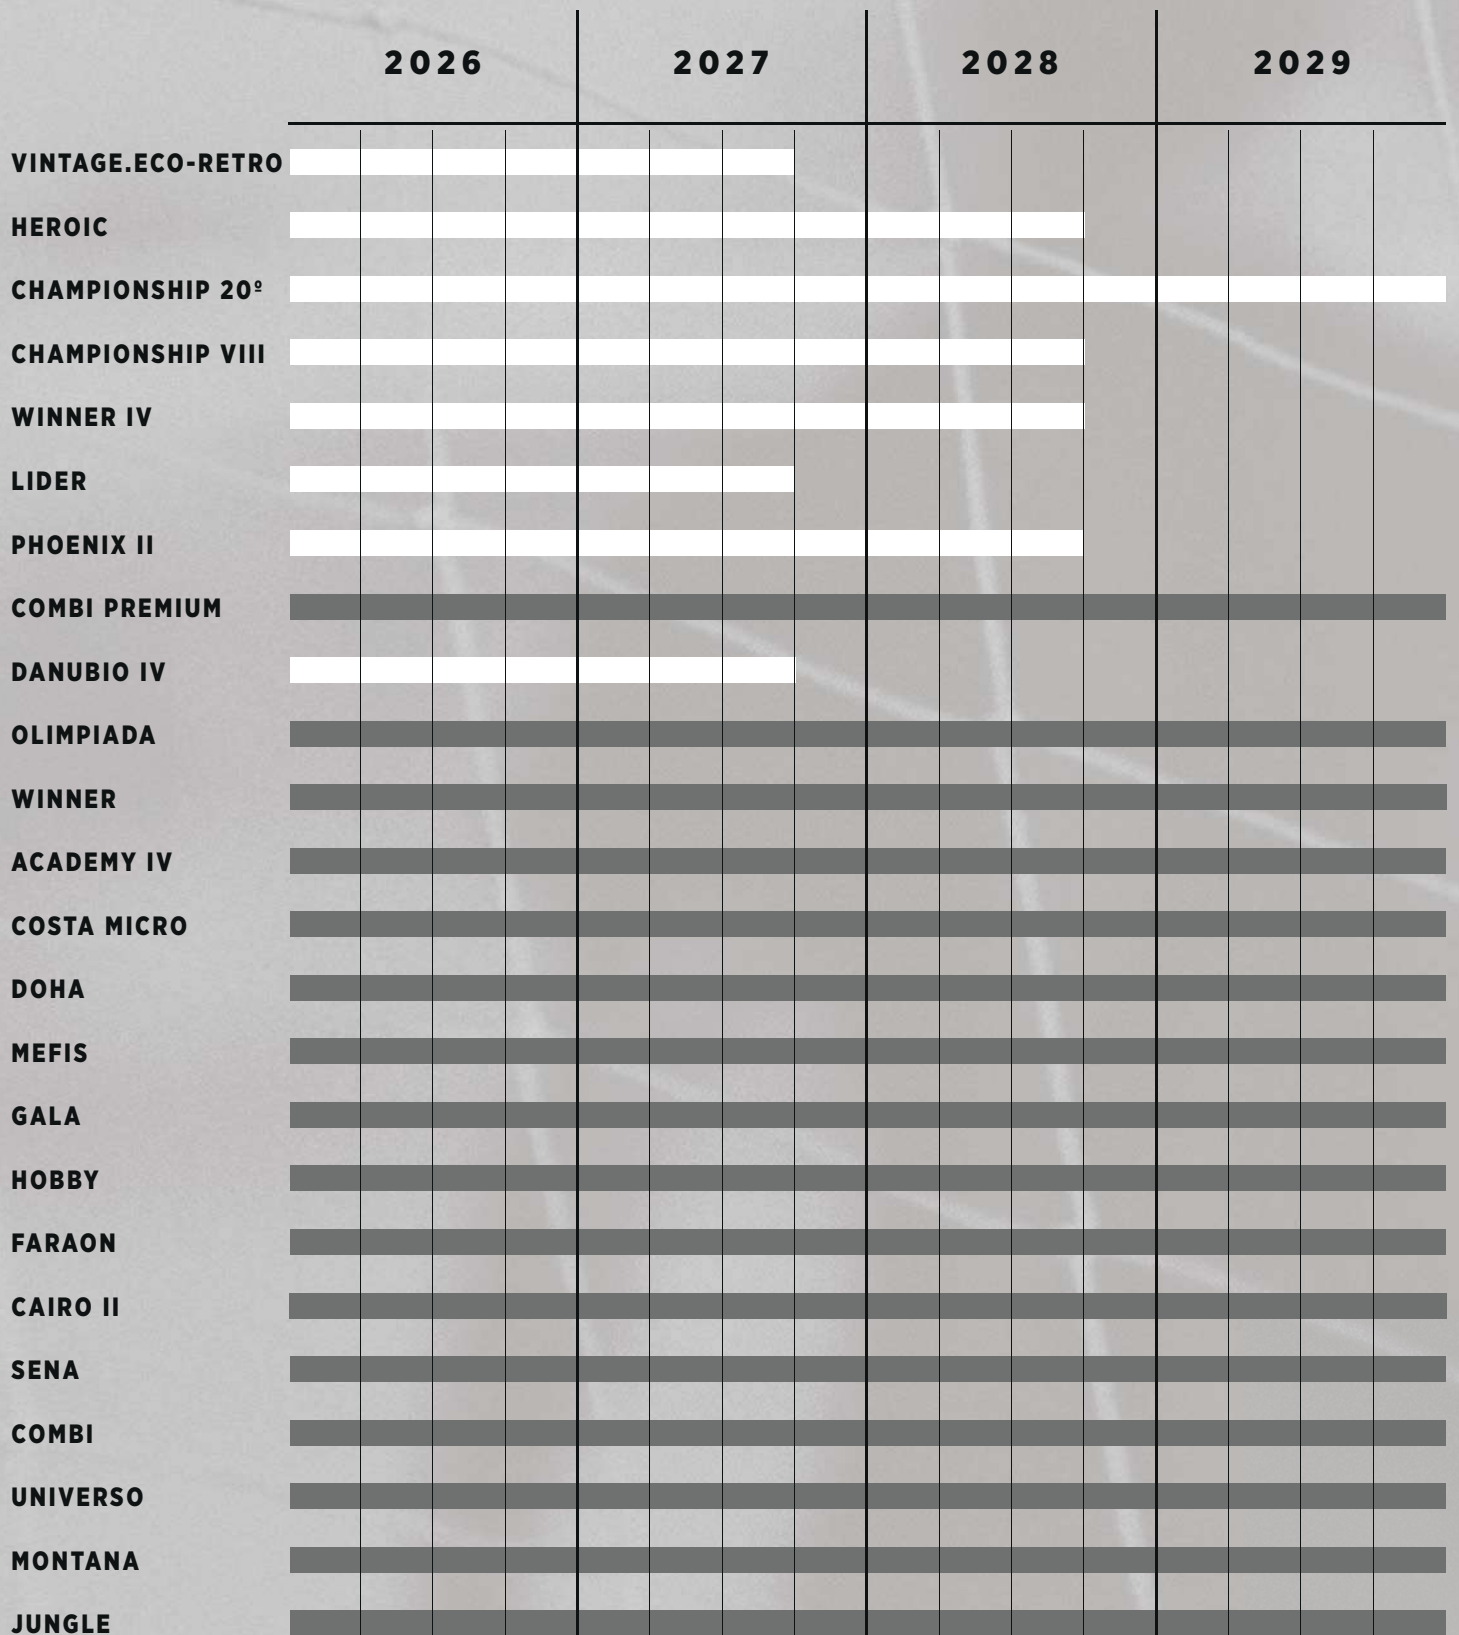 2026 2027 2028 2029
VINTAGE.ECO-RETRO
HEROIC
CHAMPIONSHIP 20º
CHAMPIONSHIP VIII
WINNER IV
LIDER
PHOENIX II
COMBI PREMIUM
DANUBIO IV
OLIMPIADA
WINNER
ACADEMY IV
COSTA MICRO
DOHA
MEFIS
GALA
HOBBY
FARAON
CAIRO II
SENA
COMBI
UNIVERSO
MONTANA
JUNGLE